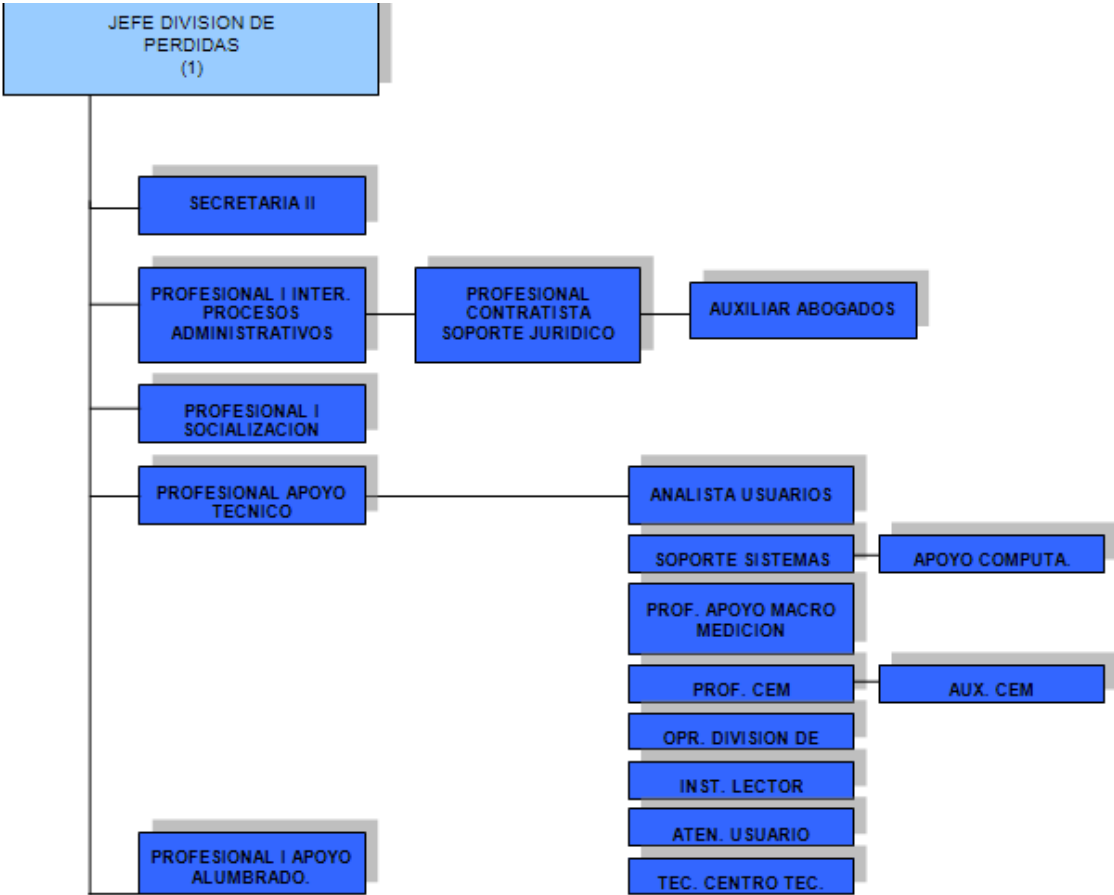 JEFE DIVISION DE
PERDIDAS
(1)
SECRETARIA II
PROFESIONAL I INTER.
PROCESOS
ADMINISTRATIVOS
PROFESIONAL
CONTRATISTA
SOPORTE JURIDICO
AUXILIAR ABOGADOS
PROFESIONAL I
SOCIALIZACION
PROFESIONAL APOYO
TECNICO
ANALISTA USUARIOS
SOPORTE SISTEMAS
APOYO COMPUTA.
PROF. APOYO MACRO
MEDICION
PROF. CEM
AUX. CEM
OPR. DIVISION DE
INST. LECTOR
ATEN. USUARIO
TEC. CENTRO TEC.
PROFESIONAL I APOYO
ALUMBRADO.